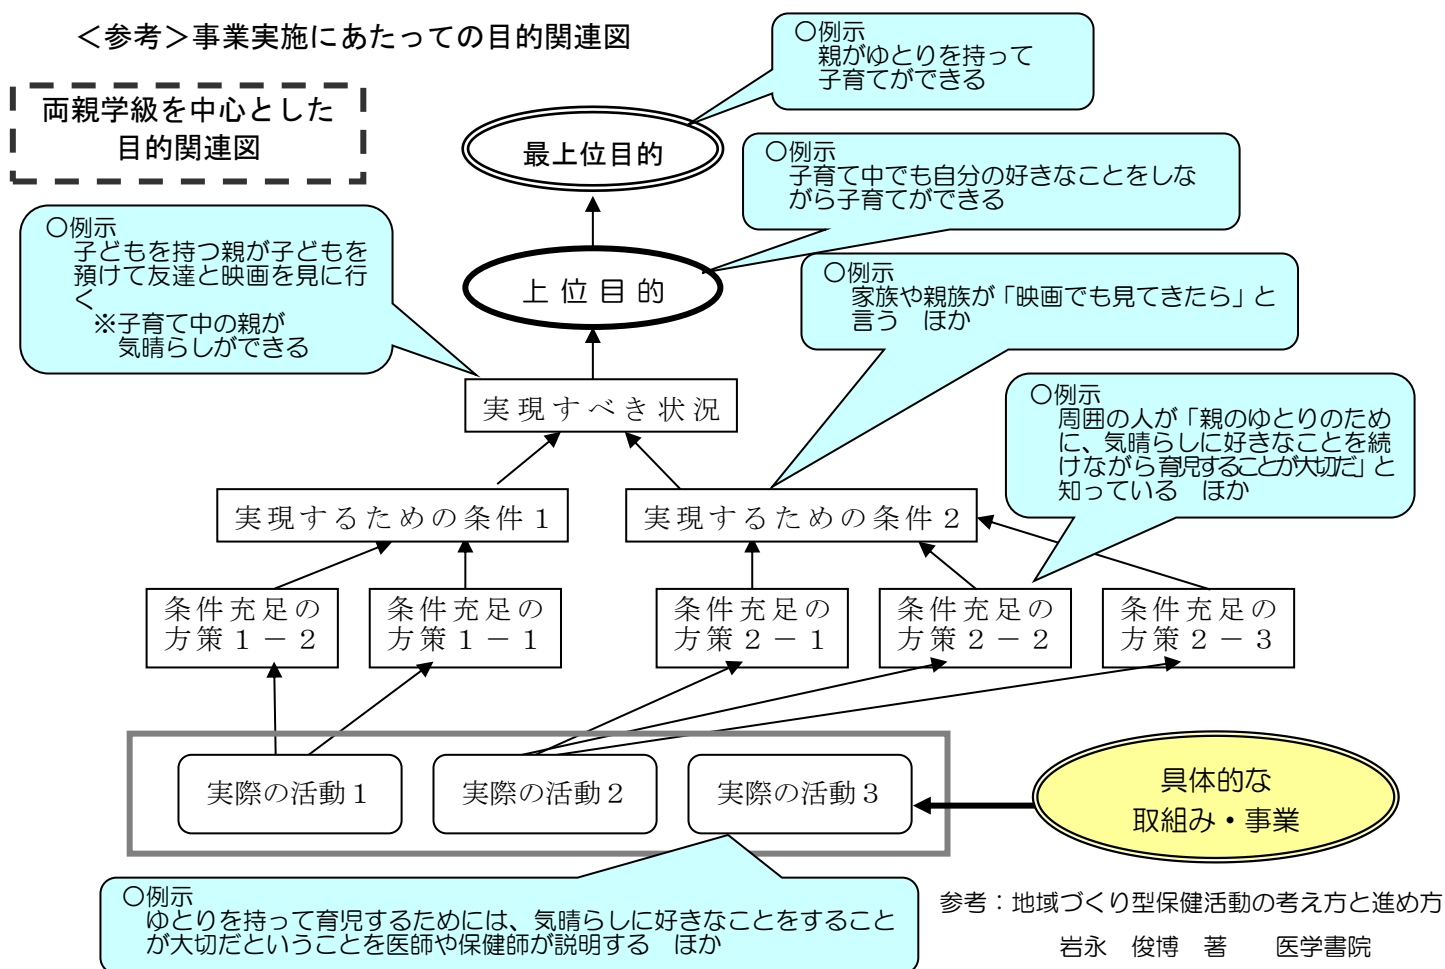 ＜参考＞事業実施にあたっての目的関連図
両親学級を中心とした
目的関連図
○例示
親がゆとりを持って
子育てができる
最上位目的
○例示
子育て中でも自分の好きなことをしな
がら子育てができる
○例示
子どもを持つ親が子どもを
預けて友達と映画を見に行
く
※子育て中の親が
気晴らしができる
上位目的
○例示
家族や親族が「映画でも見てきたら」と
言う　ほか
実現すべき状況
○例示
周囲の人が「親のゆとりのため
に、気晴らしに好きなことを続
けながら育児することが大切だ」と
知っている　ほか
実現するための条件１
実現するための条件２
条件充足の
方策１－２
条件充足の
方策１－１
条件充足の
方策２－１
条件充足の
方策２－２
条件充足の
方策２－３
実際の活動１
実際の活動２
実際の活動３
具体的な
取組み・事業
○例示
ゆとりを持って育児するためには、気晴らしに好きなことをすること
が大切だということを医師や保健師が説明する　ほか
参考：地域づくり型保健活動の考え方と進め方
岩永　俊博　著　　医学書院